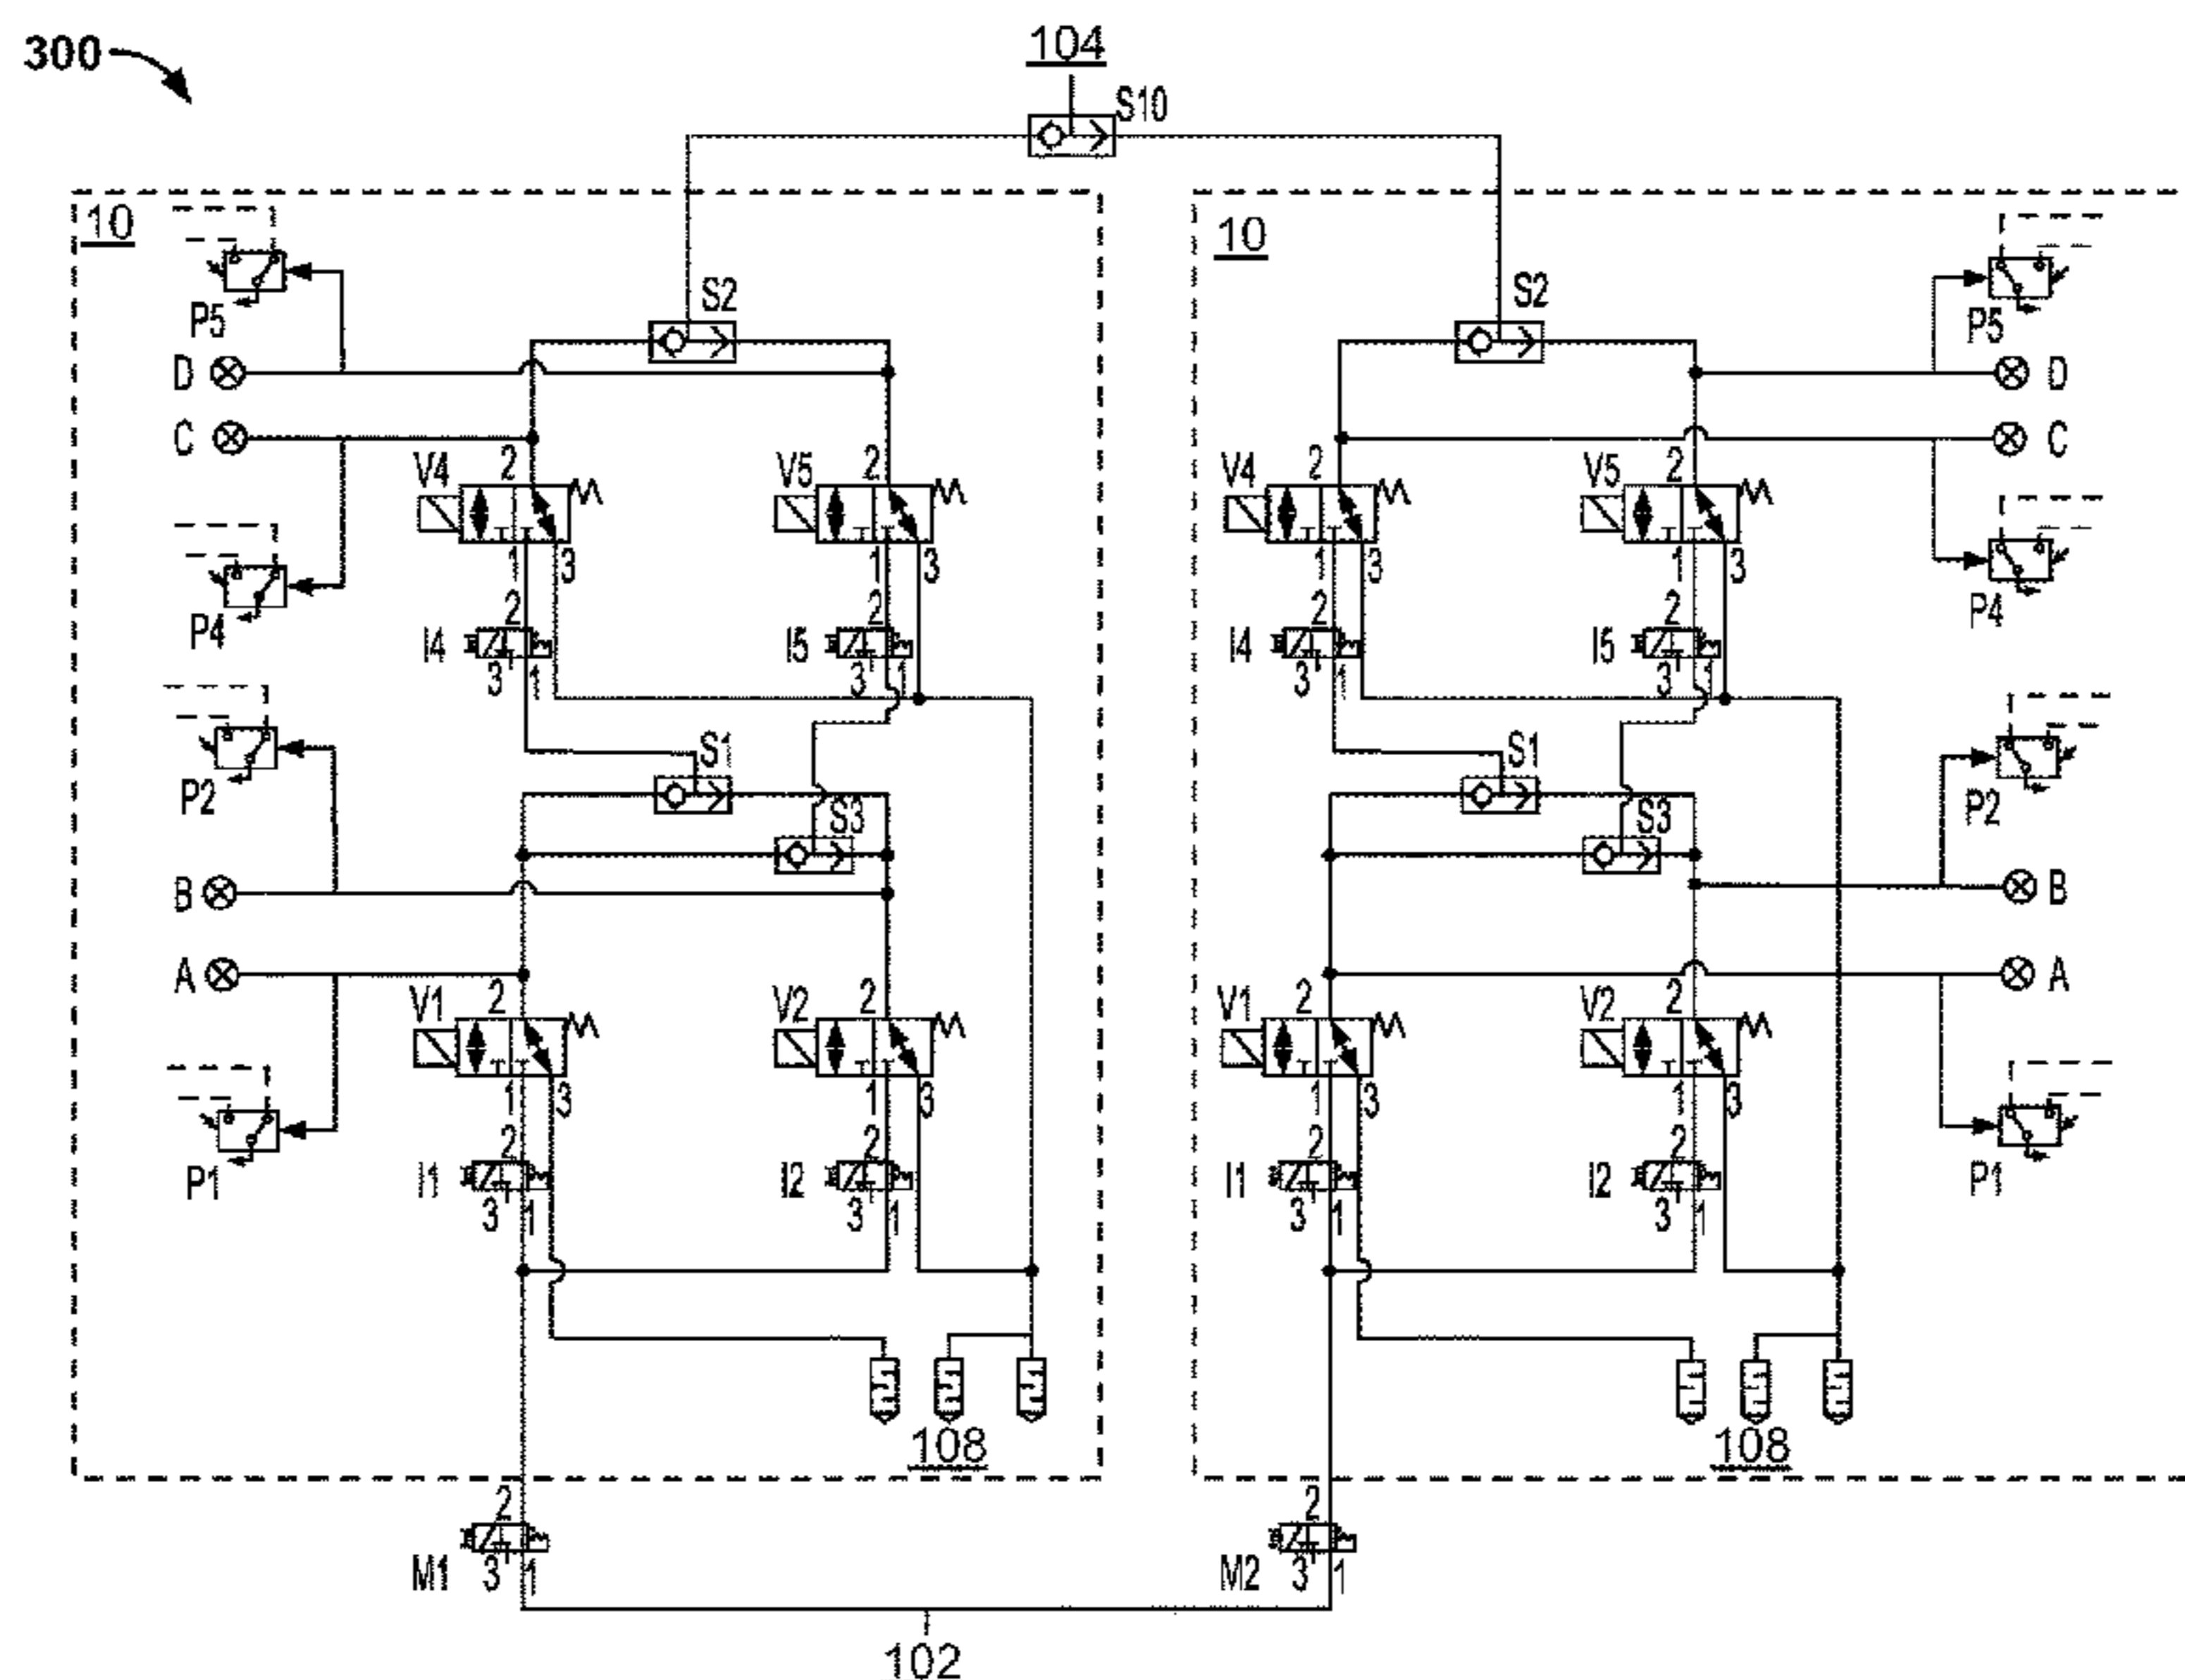 300
104
S10
10
10
P5
S2
S2
P5
D
D
C
C
V4 2
V5 2
V4 2
V5 2
P4
1 3
1 3
1 3
1 3
P4
I4 2 3 1
I5 2 3 1
I4 2 3 1
I5 2 3 1
P2
S1
S1
P2
S3
S3
B
B
A
A
V1 2
V2 2
V1 2
V2 2
1 3
1 3
1 3
1 3
P1
I1 2 3 1
I2 2 3 1
I1 2 3 1
I2 2 3 1
P1
108
108
M1 2 3 1
M2 2 3 1
102